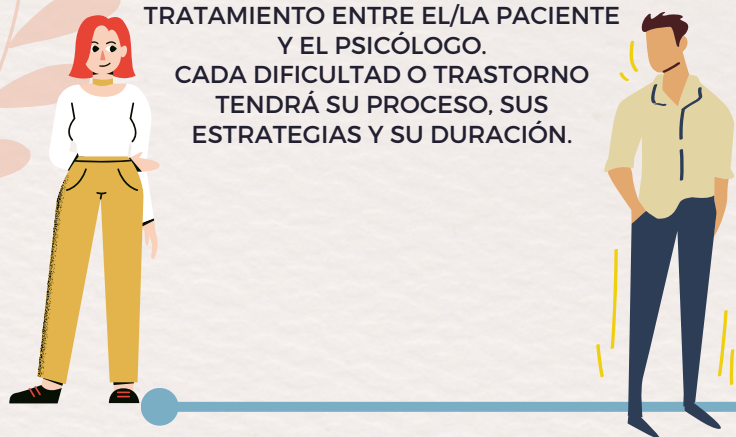 TRATAMIENTO ENTRE EL/LA PACIENTE
Y EL PSICÓLOGO.
CADA DIFICULTAD O TRASTORNO
TENDRÁ SU PROCESO, SUS
ESTRATEGIAS Y SU DURACIÓN.